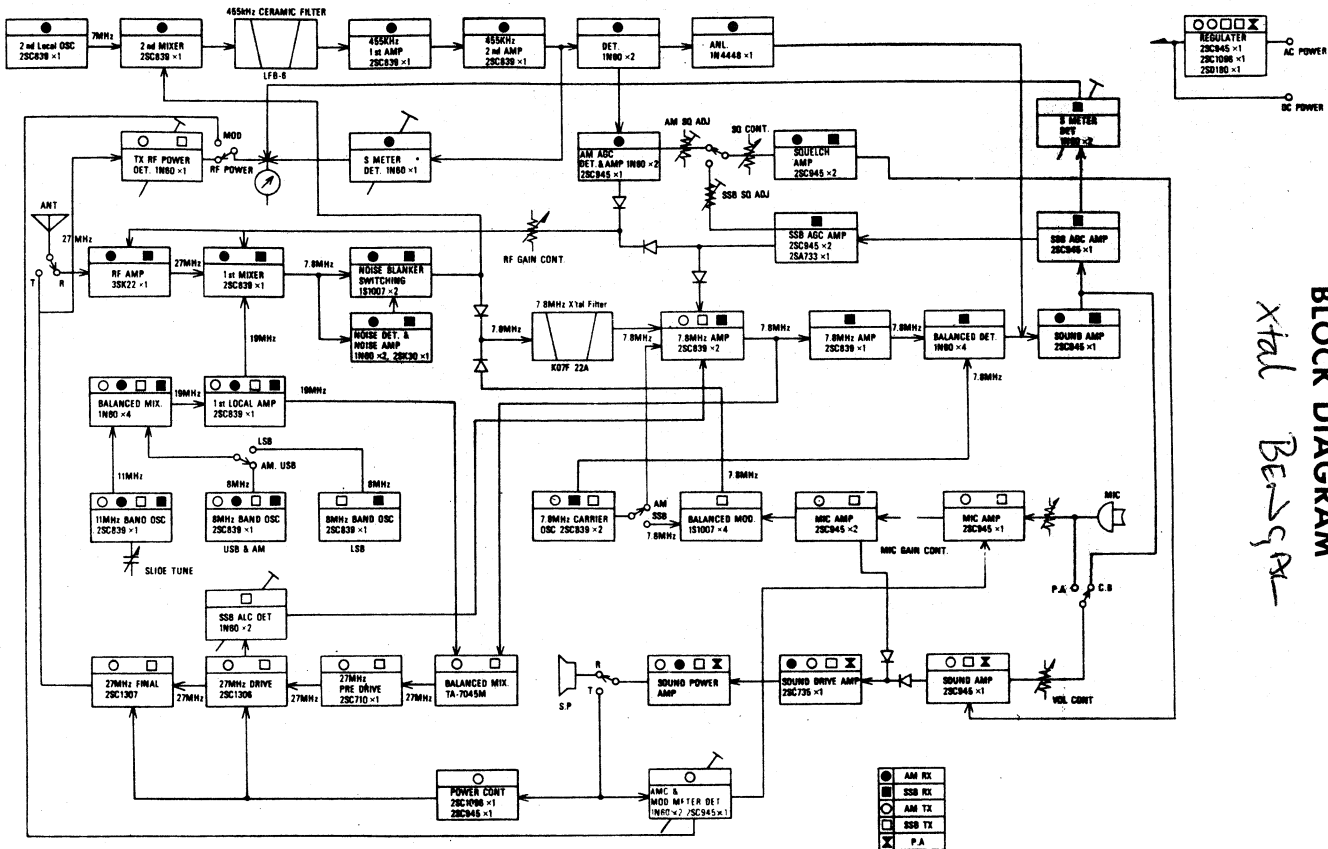 455kHz CERAMIC FILTER
2nd Local OSC
2SC839 ×1
7MHz
2nd MIXER
2SC839 ×1
LFB-6
455KHz
1st AMP
2SC839 ×1
455KHz
2nd AMP
2SC839 ×1
DET.
1N60 ×2
ANL.
1N4448 ×1
REGULATER
2SC945 ×1
2SC1096 ×1
2SD180 ×1
AC POWER
DC POWER
TX RF POWER
DET. 1N60 ×1
MOD
RF POWER
S METER
DET. 1N60 ×1
AM AGC
DET.& AMP 1N60 ×2
2SC945 ×1
AM SQ ADJ
SQ CONT.
SQUELCH
AMP
2SC945 ×2
SSB SQ ADJ
S METER
DET
1N60 ×2
ANT
27 MHz
T
R
RF AMP
3SK22 ×1
27MHz
1st MIXER
2SC839 ×1
7.8MHz
NOISE BLANKER
SWITCHING
1S1007 ×2
RF GAIN CONT.
SSB AGC AMP
2SC945 ×2
2SA733 ×1
SSB AGC AMP
2SC945 ×1
NOISE DET. &
NOISE AMP
1N60 ×2, 2SK30 ×1
19MHz
7.8MHz
7.8MHz X'tal Filter
K07F 22A
7.8MHz
7.8MHz AMP
2SC839 ×2
7.8MHz
7.8MHz AMP
2SC839 ×1
7.8MHz
BALANCED DET.
1N60 ×4
SOUND AMP
2SC945 ×1
7.8MHz
BALANCED MIX.
1N60 ×4
19MHz
1st LOCAL AMP
2SC839 ×1
19MHz
LSB
AM. USB
11MHz
8MHz
8MHz
11MHz BAND OSC
2SC839 ×1
8MHz BAND OSC
2SC839 ×1
USB & AM
8MHz BAND OSC
LSB
SLIDE TUNE
7.8MHz
7.8MHz CARRIER
OSC 2SC839 ×2
AM
SSB
7.8MHz
BALANCED MOD.
1S1007 ×4
MIC AMP
2SC945 ×2
MIC GAIN CONT.
MIC AMP
2SC945 ×1
MIC
P.A
C.B
SSB ALC DET
1N60 ×2
27MHz FINAL
2SC1307
27MHz
27MHz DRIVE
2SC1306
27MHz
27MHz
PRE DRIVE
2SC710 ×1
27MHz
BALANCED MIX.
TA-7045M
S.P
R
T
SOUND POWER
AMP
SOUND DRIVE AMP
2SC735 ×1
SOUND AMP
2SC945 ×1
VOL CONT
POWER CONT
2SC1096 ×1
2SC945 ×1
AMC &
MOD METER DET
1N60 ×2 2SC945 ×1
AM RX
SSB RX
AM TX
SSB TX
P.A
BLOCK DIAGRAM
Xtal